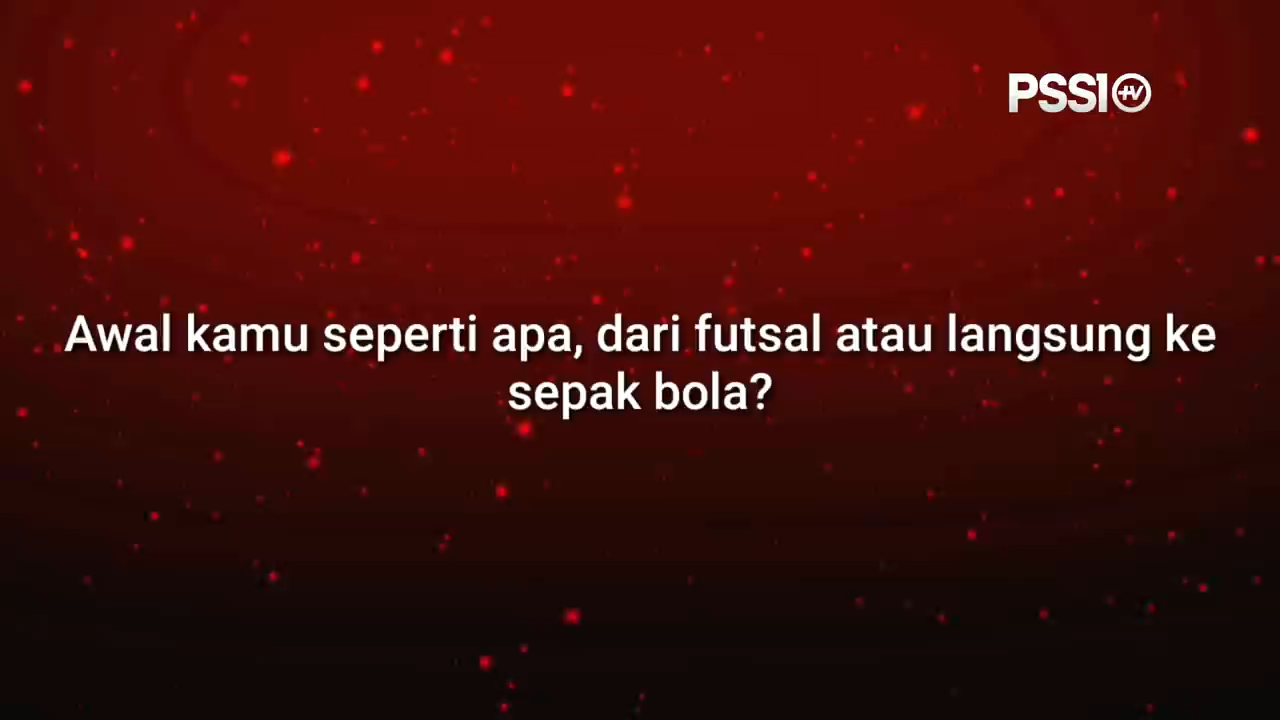 PSSI TV
Awal kamu seperti apa, dari futsal atau langsung ke
sepak bola?